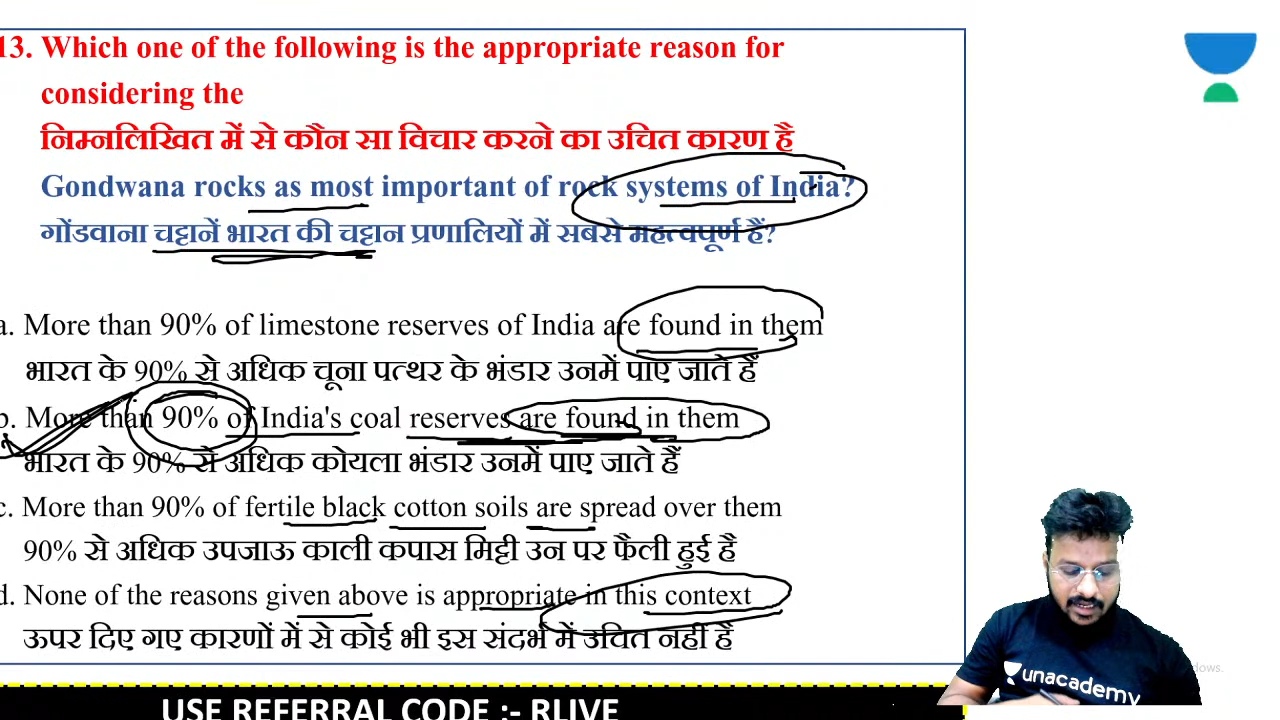 13. Which one of the following is the appropriate reason for
considering the
निम्नलिखित में से कौन सा विचार करने का उचित कारण है
Gondwana rocks as most important of rock systems of India?
गोंडवाना चट्टानें भारत की चट्टान प्रणालियों में सबसे महत्वपूर्ण हैं?
a. More than 90% of limestone reserves of India are found in them
भारत के 90% से अधिक चूना पत्थर के भंडार उनमें पाए जाते हैं
b. More than 90% of India's coal reserves are found in them
भारत के 90% से अधिक कोयला भंडार उनमें पाए जाते हैं
c. More than 90% of fertile black cotton soils are spread over them
90% से अधिक उपजाऊ काली कपास मिट्टी उन पर फैली हुई है
d. None of the reasons given above is appropriate in this context
ऊपर दिए गए कारणों में से कोई भी इस संदर्भ में उचित नहीं है
unacademy
USE REFERRAL CODE :- RLIVE